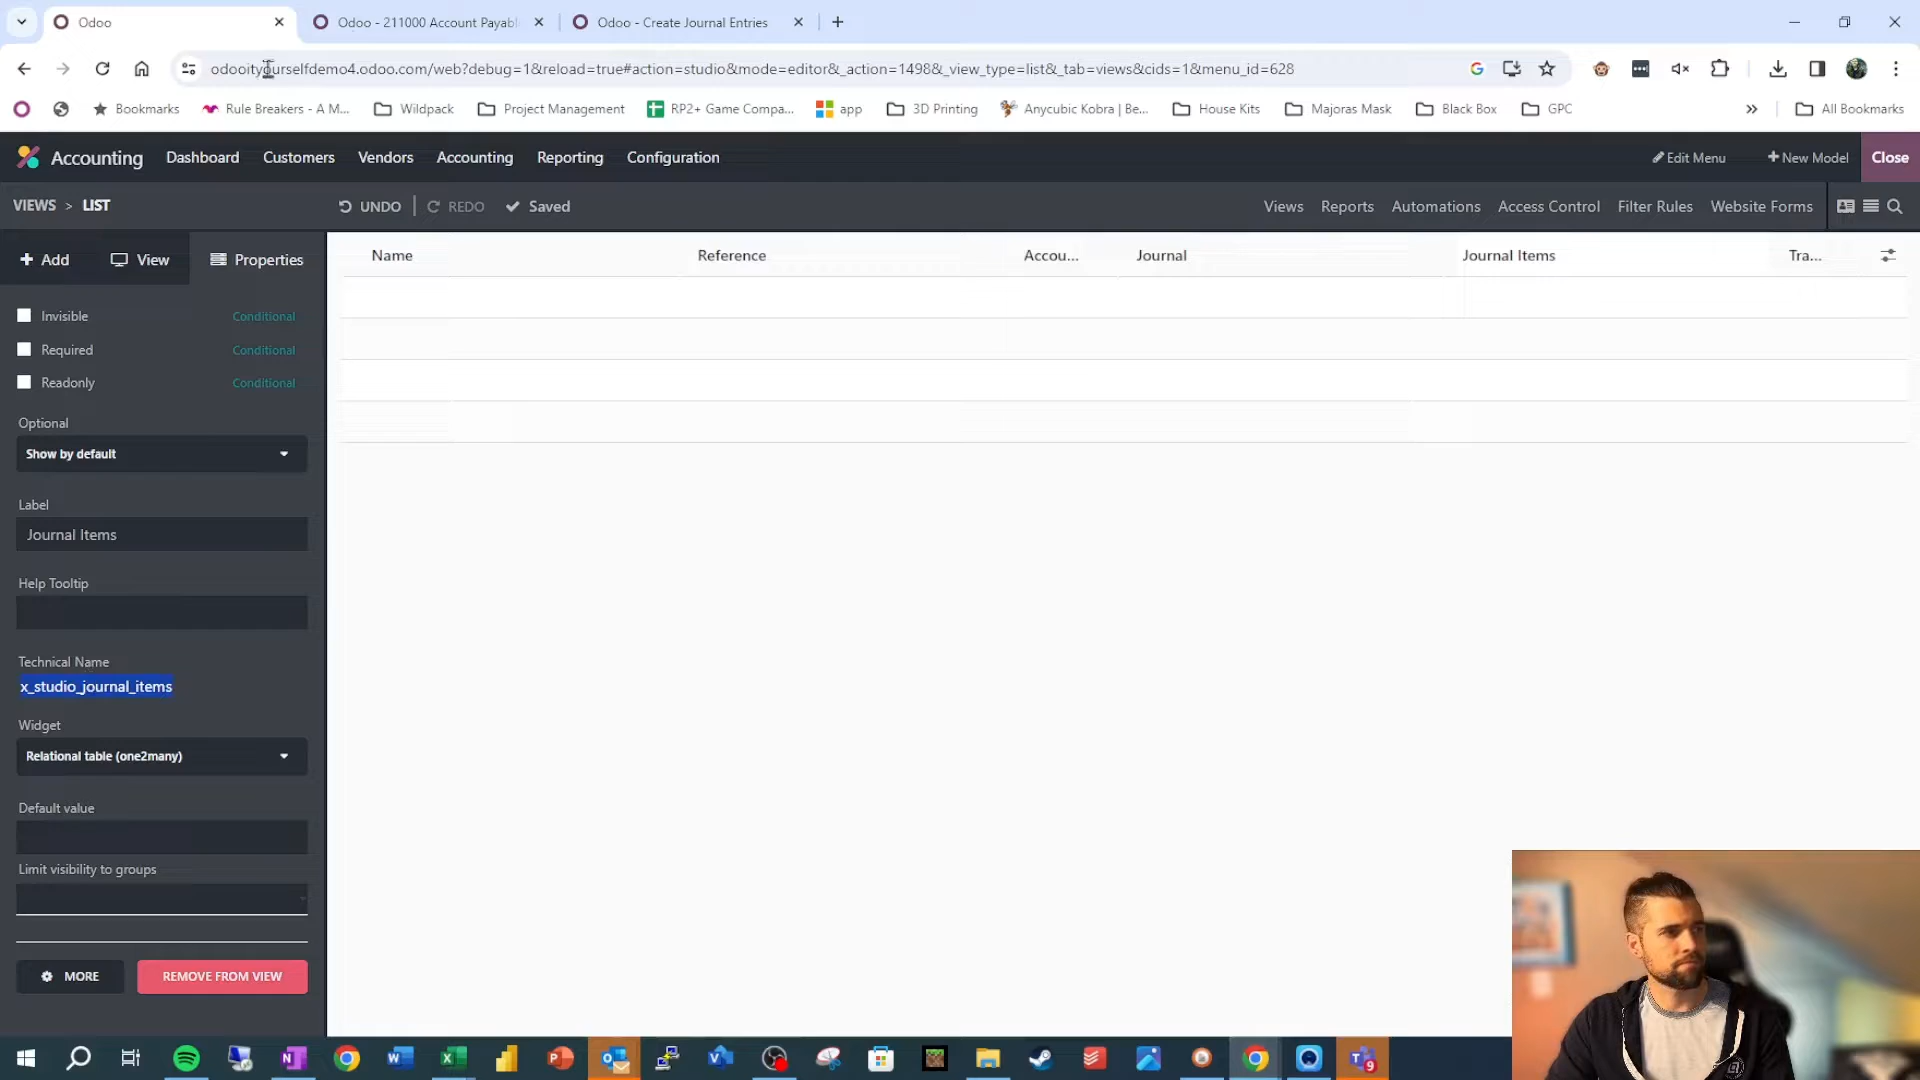 Odoo
Odoo - 211000 Account Payabl
Odoo - Create Journal Entries
odooityourselfdemo4.odoo.com/web?debug=1&reload=true#action=studio&mode=editor&_action=1498&_view_type=list&_tab=views&cids=1&menu_id=628
Bookmarks
Rule Breakers - A M...
Wildpack
Project Management
RP2+ Game Compa...
app
3D Printing
Anycubic Kobra | Be...
House Kits
Majoras Mask
Black Box
GPC
»
All Bookmarks
Accounting
Dashboard
Customers
Vendors
Accounting
Reporting
Configuration
Edit Menu
+ New Model
Close
VIEWS > LIST
UNDO
REDO
Saved
Views
Reports
Automations
Access Control
Filter Rules
Website Forms
+ Add
View
Properties
Name
Reference
Accou...
Journal
Journal Items
Tra...
Invisible
Conditional
Required
Conditional
Readonly
Conditional
Optional
Show by default
Label
Journal Items
Help Tooltip
Technical Name
x_studio_journal_items
Widget
Relational table (one2many)
Default value
Limit visibility to groups
MORE
REMOVE FROM VIEW